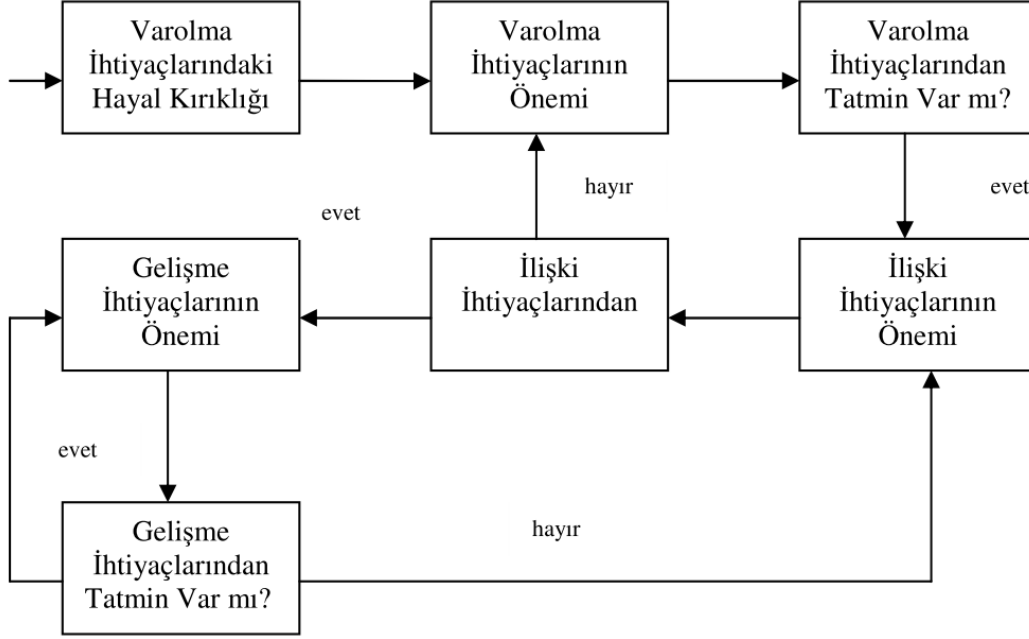 Varolma
İhtiyaçlarındaki
Hayal Kırıklığı
Varolma
İhtiyaçlarının
Önemi
Varolma
İhtiyaçlarından
Tatmin Var mı?
hayır
evet
evet
Gelişme
İhtiyaçlarının
Önemi
İlişki
İhtiyaçlarından
İlişki
İhtiyaçlarının
Önemi
evet
Gelişme
İhtiyaçlarından
Tatmin Var mı?
hayır